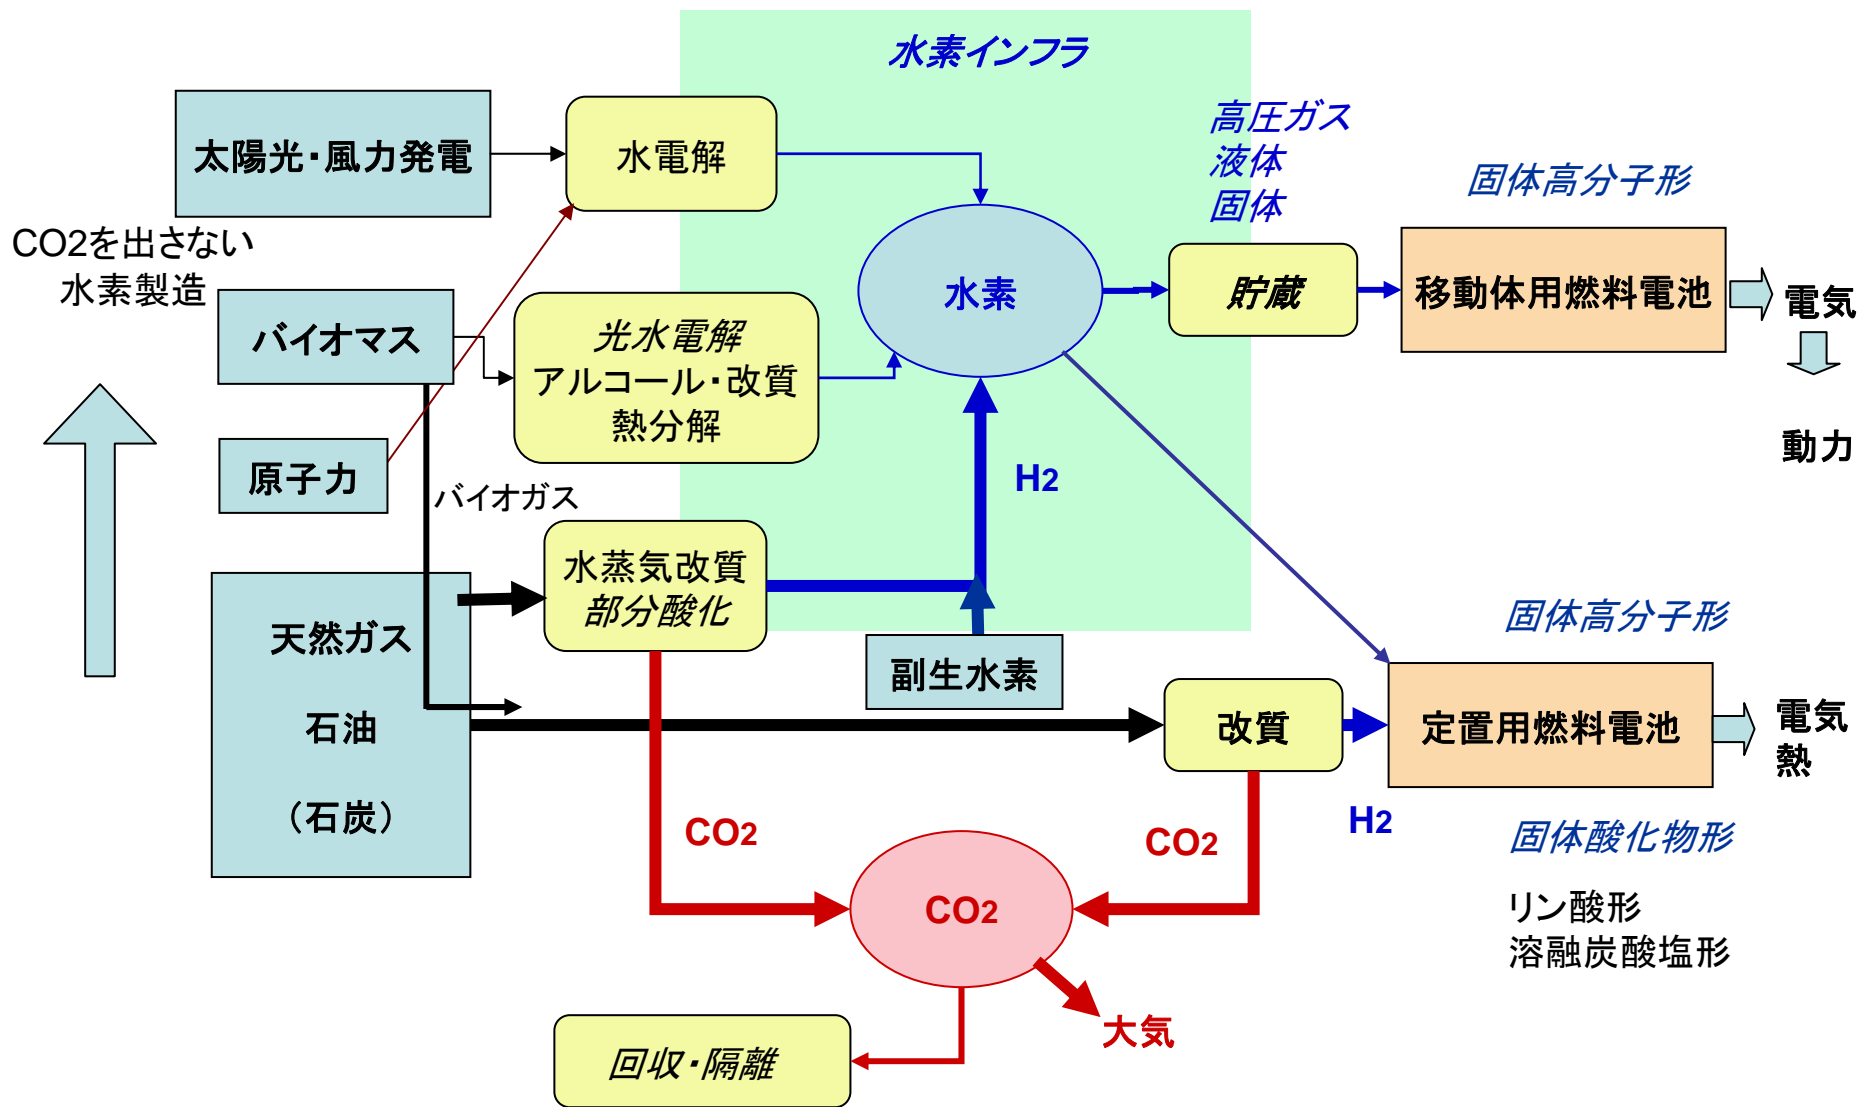 水素インフラ
太陽光・風力発電
水電解
高圧ガス
液体
固体
固体高分子形
CO2を出さない
水素製造
バイオマス
光水電解
アルコール・改質
熱分解
水素
貯蔵
移動体用燃料電池
電気
動力
原子力
バイオガス
H2
水蒸気改質
部分酸化
天然ガス
石油
（石炭）
副生水素
改質
固体高分子形
定置用燃料電池
電気
熱
CO2
CO2
H2
固体酸化物形
リン酸形
溶融炭酸塩形
CO2
大気
回収・隔離